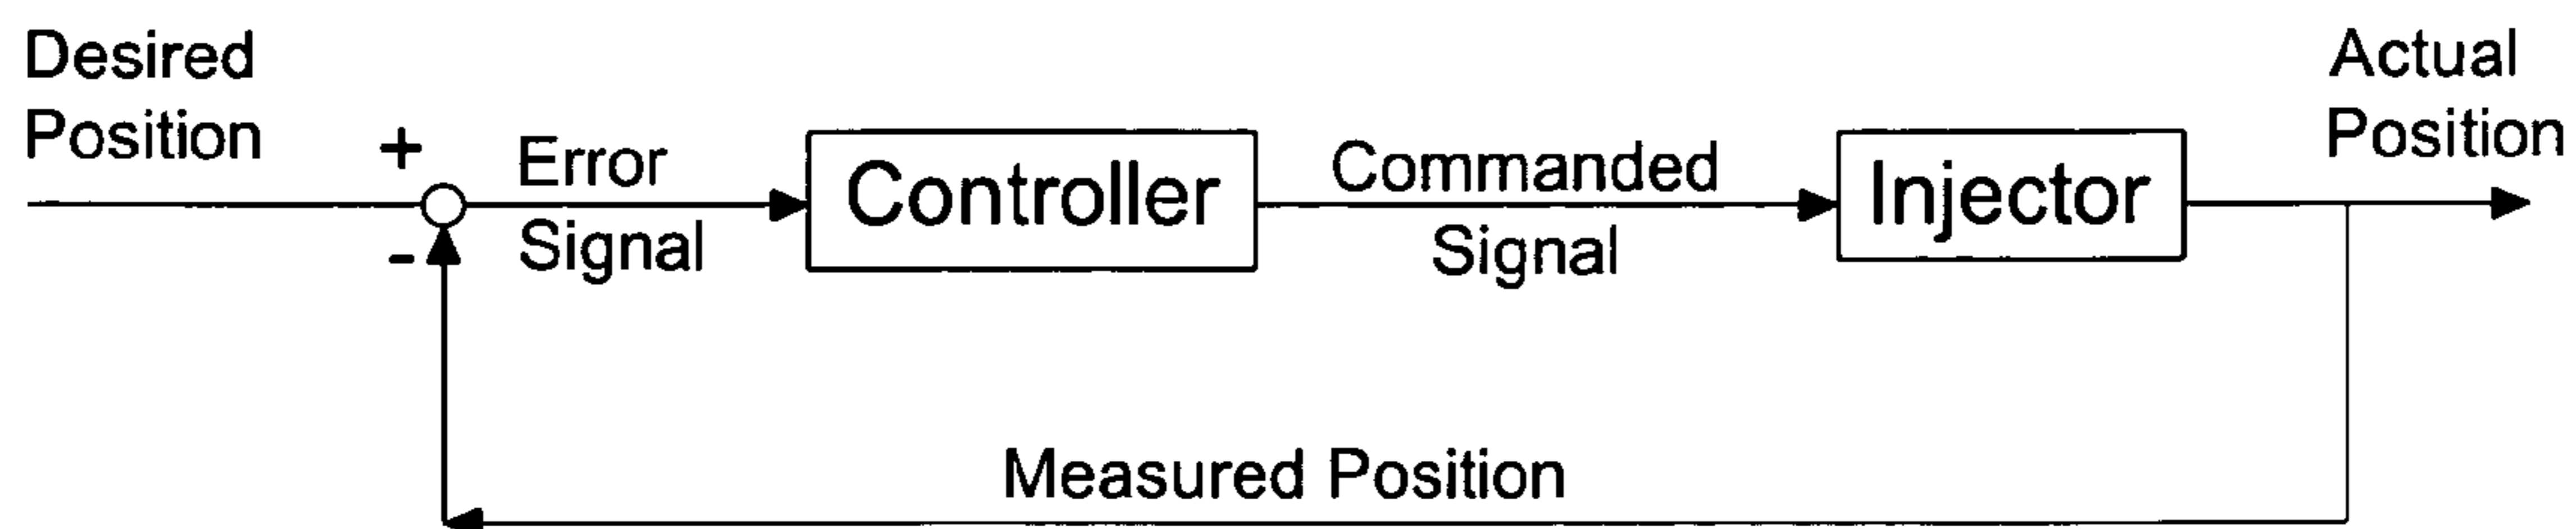 Desired
Position
+
-
Error
Signal
Controller
Commanded
Signal
Injector
Actual
Position
Measured Position